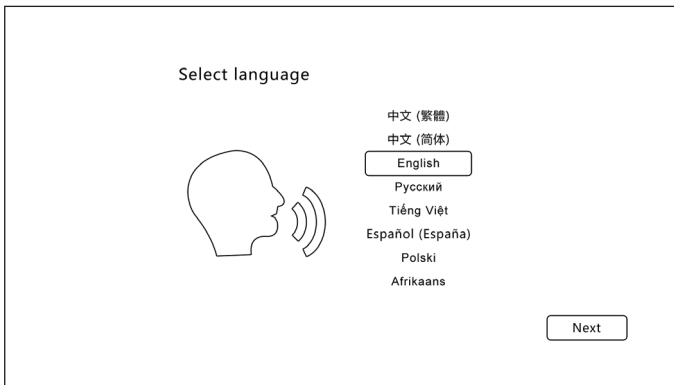 Select language
中文 (繁體)
中文 (简体)
English
Русский
Tiếng Việt
Español (España)
Polski
Afrikaans
Next